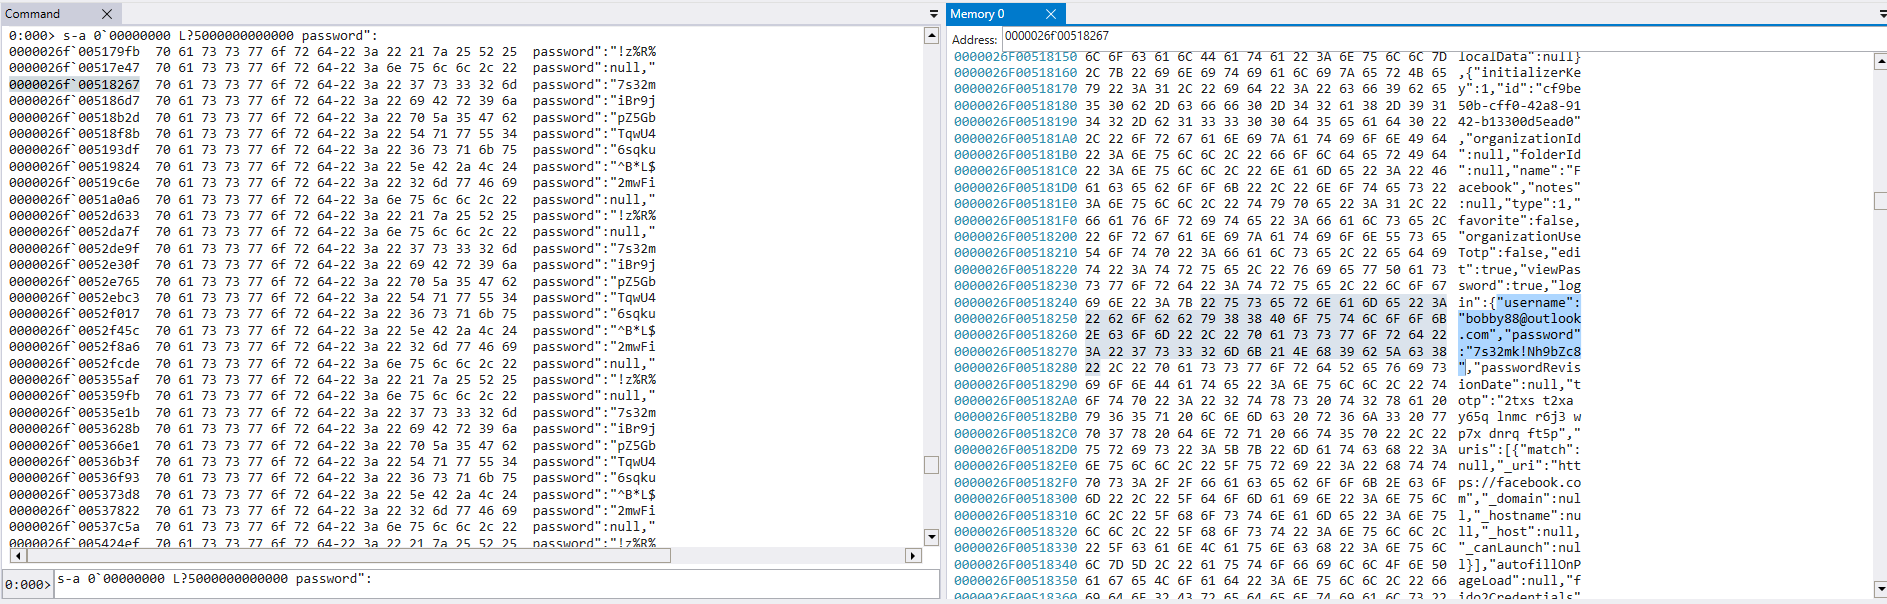 Command
0:000> s-a 0`00000000 L?5000000000000 password":
0000026f`005179fb 70 61 73 73 77 6f 72 64-22 3a 22 21 7a 25 52 25 password":"!z%R%
0000026f`00517e47 70 61 73 73 77 6f 72 64-22 3a 6e 75 6c 6c 2c 22 password":null,"
0000026f`00518267 70 61 73 73 77 6f 72 64-22 3a 22 37 73 33 32 6d password":"7s32m
0000026f`005186d7 70 61 73 73 77 6f 72 64-22 3a 22 69 42 72 39 6a password":"iBr9j
0000026f`00518b2d 70 61 73 73 77 6f 72 64-22 3a 22 70 5a 35 47 62 password":"pZ5Gb
0000026f`00518f8b 70 61 73 73 77 6f 72 64-22 3a 22 54 71 77 55 34 password":"TqwU4
0000026f`005193df 70 61 73 73 77 6f 72 64-22 3a 22 36 73 71 6b 75 password":"6sqku
0000026f`00519824 70 61 73 73 77 6f 72 64-22 3a 22 5e 42 2a 4c 24 password":"^B*L$
0000026f`00519c6e 70 61 73 73 77 6f 72 64-22 3a 22 32 6d 77 46 69 password":"2mwFi
0000026f`0051a0a6 70 61 73 73 77 6f 72 64-22 3a 6e 75 6c 6c 2c 22 password":null,"
0000026f`0052d633 70 61 73 73 77 6f 72 64-22 3a 22 21 7a 25 52 25 password":"!z%R%
0000026f`0052da7f 70 61 73 73 77 6f 72 64-22 3a 6e 75 6c 6c 2c 22 password":null,"
0000026f`0052de9f 70 61 73 73 77 6f 72 64-22 3a 22 37 73 33 32 6d password":"7s32m
0000026f`0052e30f 70 61 73 73 77 6f 72 64-22 3a 22 69 42 72 39 6a password":"iBr9j
0000026f`0052e765 70 61 73 73 77 6f 72 64-22 3a 22 70 5a 35 47 62 password":"pZ5Gb
0000026f`0052ebc3 70 61 73 73 77 6f 72 64-22 3a 22 54 71 77 55 34 password":"TqwU4
0000026f`0052f017 70 61 73 73 77 6f 72 64-22 3a 22 36 73 71 6b 75 password":"6sqku
0000026f`0052f45c 70 61 73 73 77 6f 72 64-22 3a 22 5e 42 2a 4c 24 password":"^B*L$
0000026f`0052f8a6 70 61 73 73 77 6f 72 64-22 3a 22 32 6d 77 46 69 password":"2mwFi
0000026f`0052fcde 70 61 73 73 77 6f 72 64-22 3a 6e 75 6c 6c 2c 22 password":null,"
0000026f`005355af 70 61 73 73 77 6f 72 64-22 3a 22 21 7a 25 52 25 password":"!z%R%
0000026f`005359fb 70 61 73 73 77 6f 72 64-22 3a 6e 75 6c 6c 2c 22 password":null,"
0000026f`00535e1b 70 61 73 73 77 6f 72 64-22 3a 22 37 73 33 32 6d password":"7s32m
0000026f`0053628b 70 61 73 73 77 6f 72 64-22 3a 22 69 42 72 39 6a password":"iBr9j
0000026f`005366e1 70 61 73 73 77 6f 72 64-22 3a 22 70 5a 35 47 62 password":"pZ5Gb
0000026f`00536b3f 70 61 73 73 77 6f 72 64-22 3a 22 54 71 77 55 34 password":"TqwU4
0000026f`00536f93 70 61 73 73 77 6f 72 64-22 3a 22 36 73 71 6b 75 password":"6sqku
0000026f`005373d8 70 61 73 73 77 6f 72 64-22 3a 22 5e 42 2a 4c 24 password":"^B*L$
0000026f`00537822 70 61 73 73 77 6f 72 64-22 3a 22 32 6d 77 46 69 password":"2mwFi
0000026f`00537c5a 70 61 73 73 77 6f 72 64-22 3a 6e 75 6c 6c 2c 22 password":null,"
0000026f`005424ef 70 61 73 73 77 6f 72 64-22 3a 22 21 7a 25 52 25 password":"!z%R%
0:000> s-a 0`00000000 L?5000000000000 password":
Memory 0
Address: 0000026f`00518267
0000026F00518150 6C 6F 63 61 6C 44 61 74 61 22 3A 6E 75 6C 6C 7D localData":null}
0000026F00518160 2C 7B 22 69 6E 69 74 69 61 6C 69 7A 65 72 4B 65 ,{"initializerKe
0000026F00518170 79 22 3A 31 2C 22 69 64 22 3A 22 63 66 39 62 65 y":1,"id":"cf9be
0000026F00518180 35 30 62 2D 63 66 66 30 2D 34 32 61 38 2D 39 31 50b-cff0-42a8-91
0000026F00518190 34 32 2D 62 31 33 33 30 30 64 35 65 61 64 30 22 42-b13300d5ead0"
0000026F005181A0 2C 22 6F 72 67 61 6E 69 7A 61 74 69 6F 6E 49 64 ,"organizationId
0000026F005181B0 22 3A 6E 75 6C 6C 2C 22 66 6F 6C 64 65 72 49 64 ":null,"folderId
0000026F005181C0 22 3A 6E 75 6C 6C 2C 22 6E 61 6D 65 22 3A 22 46 ":null,"name":"F
0000026F005181D0 61 63 65 62 6F 6F 6B 22 2C 22 6E 6F 74 65 73 22 acebook","notes"
0000026F005181E0 3A 6E 75 6C 6C 2C 22 74 79 70 65 22 3A 31 2C 22 :null,"type":1,"
0000026F005181F0 66 61 76 6F 72 69 74 65 22 3A 66 61 6C 73 65 2C favorite":false,
0000026F00518200 22 6F 72 67 61 6E 69 7A 61 74 69 6F 6E 55 73 65 "organizationUse
0000026F00518210 54 6F 74 70 22 3A 66 61 6C 73 65 2C 22 65 64 69 Totp":false,"edi
0000026F00518220 74 22 3A 74 72 75 65 2C 22 76 69 65 77 50 61 73 t":true,"viewPas
0000026F00518230 73 77 6F 72 64 22 3A 74 72 75 65 2C 22 6C 6F 67 sword":true,"log
0000026F00518240 69 6E 22 3A 7B 22 75 73 65 72 6E 61 6D 65 22 3A in":{"username":
0000026F00518250 22 62 6F 62 62 79 38 38 40 6F 75 74 6C 6F 6F 6B "bobby88@outlook
0000026F00518260 2E 63 6F 6D 22 2C 22 70 61 73 73 77 6F 72 64 22 .com","password"
0000026F00518270 3A 22 37 73 33 32 6D 6B 21 4E 68 39 62 5A 63 38 :"7s32mk!Nh9bZc8
0000026F00518280 22 2C 22 70 61 73 73 77 6F 72 64 52 65 76 69 73 ","passwordRevis
0000026F00518290 69 6F 6E 44 61 74 65 22 3A 6E 75 6C 6C 2C 22 74 ionDate":null,"t
0000026F005182A0 6F 74 70 22 3A 22 32 74 78 73 20 74 32 78 61 20 otp":"2txs t2xa
0000026F005182B0 79 36 35 71 20 6C 6E 6D 63 20 72 36 6A 33 20 77 y65q lnmc r6j3 w
0000026F005182C0 70 37 78 20 64 6E 72 71 20 66 74 35 70 22 2C 22 p7x dnrq ft5p","
0000026F005182D0 75 72 69 73 22 3A 5B 7B 22 6D 61 74 63 68 22 3A uris":[{"match":
0000026F005182E0 6E 75 6C 6C 2C 22 5F 75 72 69 22 3A 22 68 74 74 null,"_uri":"htt
0000026F005182F0 70 73 3A 2F 2F 66 61 63 65 62 6F 6F 6B 2E 63 6F ps://facebook.co
0000026F00518300 6D 22 2C 22 5F 64 6F 6D 61 69 6E 22 3A 6E 75 6C m","_domain":nul
0000026F00518310 6C 2C 22 5F 68 6F 73 74 6E 61 6D 65 22 3A 6E 75 l,"_hostname":nu
0000026F00518320 6C 6C 2C 22 5F 68 6F 73 74 22 3A 6E 75 6C 6C 2C ll,"_host":null,
0000026F00518330 22 5F 63 61 6E 4C 61 75 6E 63 68 22 3A 6E 75 6C "_canLaunch":nul
0000026F00518340 6C 7D 5D 2C 22 61 75 74 6F 66 69 6C 6C 4F 6E 50 l}],"autofillOnP
0000026F00518350 61 67 65 4C 6F 61 64 22 3A 6E 75 6C 6C 2C 22 66 ageLoad":null,"f
0000026F00518360 69 64 6F 32 43 72 65 64 65 6E 74 69 61 6C 73 22 ido2Credentials"